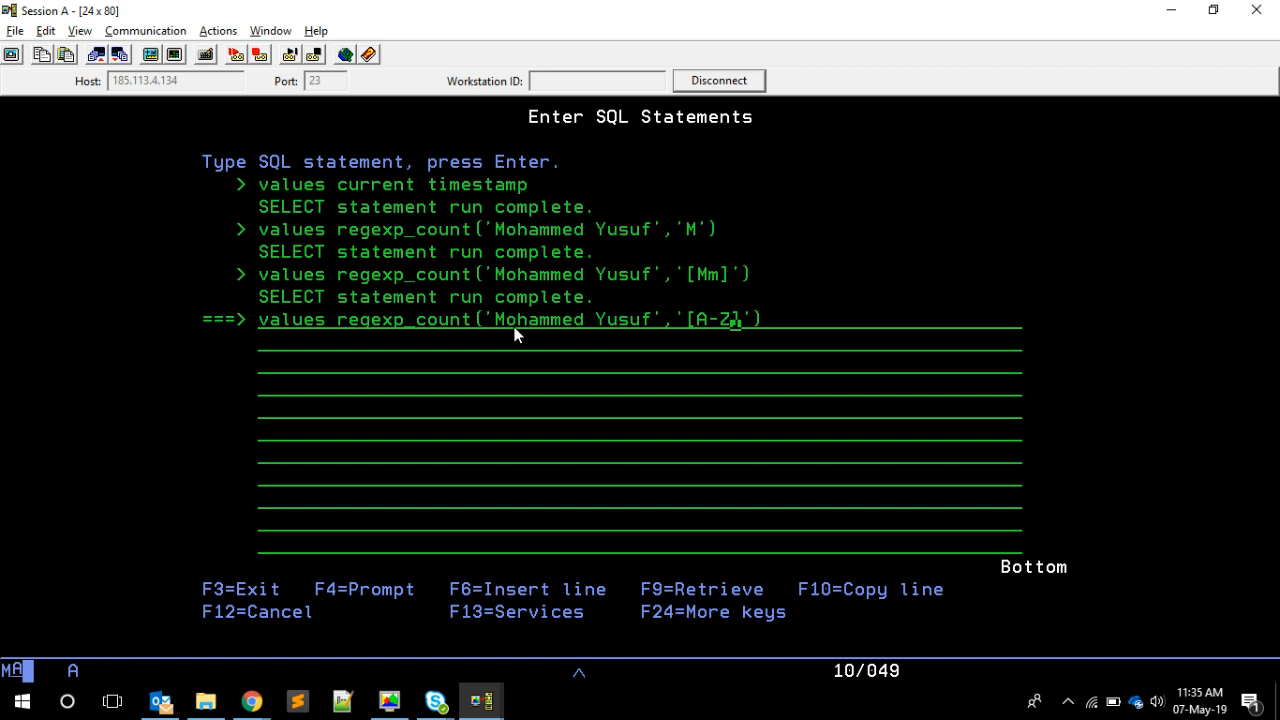 Session A - [24 x 80]
File Edit View Communication Actions Window Help
Host: 185.113.4.134 Port: 23 Workstation ID: Disconnect
Enter SQL Statements
Type SQL statement, press Enter.
> values current timestamp
SELECT statement run complete.
> values regexp_count('Mohammed Yusuf','M')
SELECT statement run complete.
> values regexp_count('Mohammed Yusuf','[Mm]')
SELECT statement run complete.
===> values regexp_count('Mohammed Yusuf','[A-Z]')
Bottom
F3=Exit F4=Prompt F6=Insert line F9=Retrieve F10=Copy line
F12=Cancel F13=Services F24=More keys
MA A ^ 10/049
11:35 AM
07-May-19
1